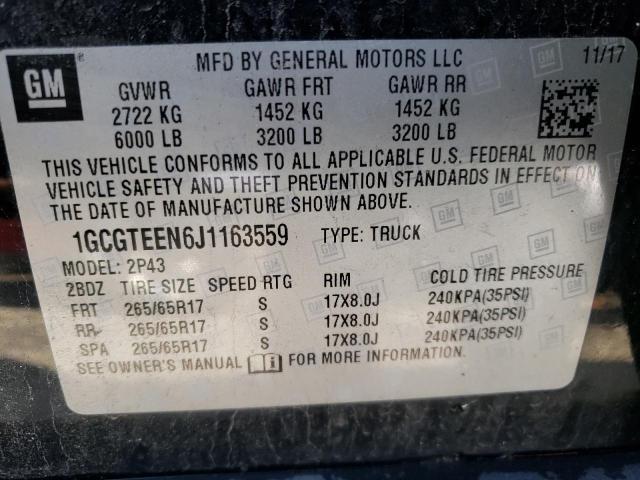 GM
MFD BY GENERAL MOTORS LLC 11/17
GVWR GAWR FRT GAWR RR
2722 KG 1452 KG 1452 KG
6000 LB 3200 LB 3200 LB
THIS VEHICLE CONFORMS TO ALL APPLICABLE U.S. FEDERAL MOTOR
VEHICLE SAFETY AND THEFT PREVENTION STANDARDS IN EFFECT ON
THE DATE OF MANUFACTURE SHOWN ABOVE.
1GCGTEEN6J1163559 TYPE: TRUCK
MODEL: 2P43
2BDZ TIRE SIZE SPEED RTG RIM COLD TIRE PRESSURE
FRT 265/65R17 S 17X8.0J 240KPA(35PSI)
RR 265/65R17 S 17X8.0J 240KPA(35PSI)
SPA 265/65R17 S 17X8.0J 240KPA(35PSI)
SEE OWNER'S MANUAL FOR MORE INFORMATION.